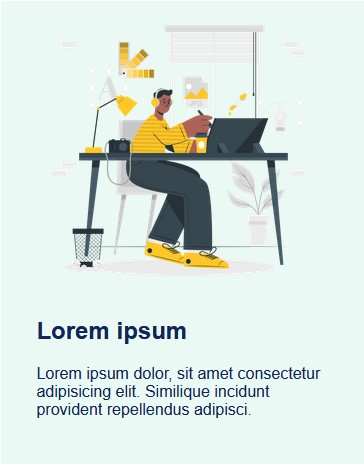 Lorem ipsum
Lorem ipsum dolor, sit amet consectetur
adipisicing elit. Similique incidunt
provident repellendus adipisci.